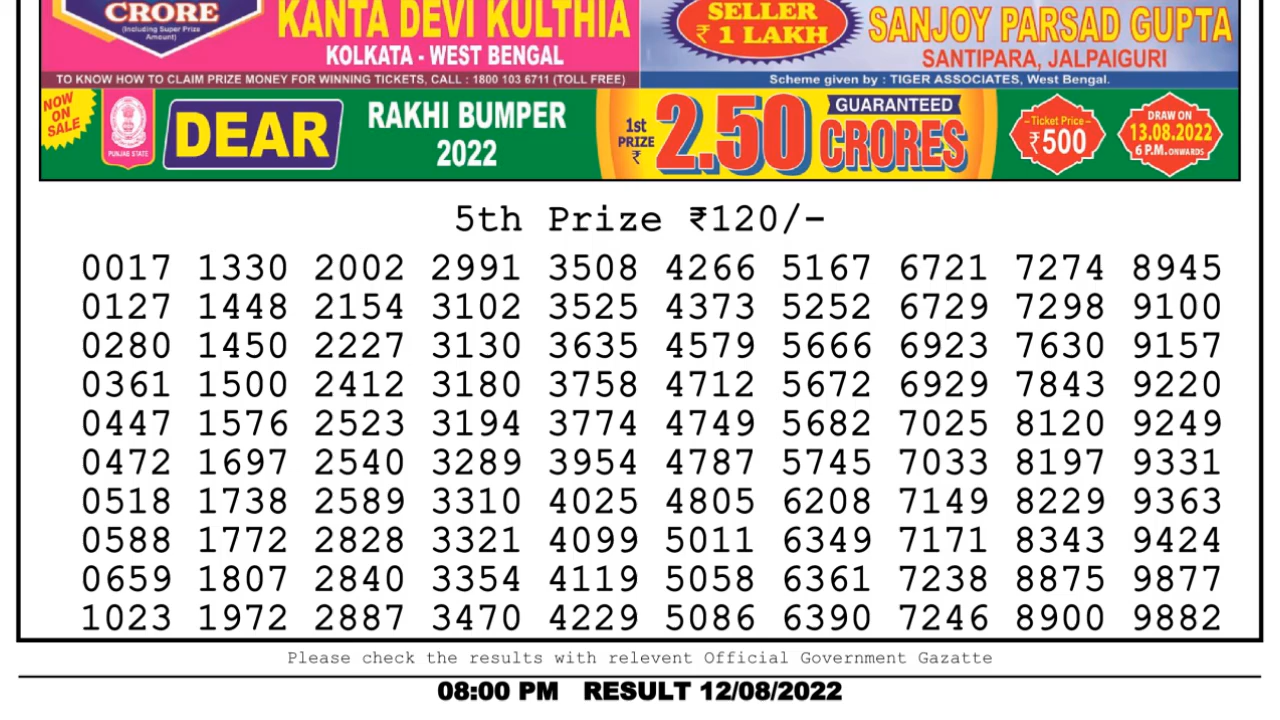 CRORE
(Including Super Prize Amount)
KANTA DEVI KULTHIA
KOLKATA - WEST BENGAL
SELLER
₹ 1 LAKH
SANJOY PARSAD GUPTA
SANTIPARA, JALPAIGURI
TO KNOW HOW TO CLAIM PRIZE MONEY FOR WINNING TICKETS, CALL : 1800 103 6711 (TOLL FREE)
Scheme given by : TIGER ASSOCIATES, West Bengal.
NOW ON SALE
PUNJAB STATE
DEAR
RAKHI BUMPER
2022
1st PRIZE ₹
2.50
GUARANTEED
CRORES
Ticket Price
₹500
DRAW ON
13.08.2022
6 P.M. ONWARDS
5th Prize ₹120/-
0017 1330 2002 2991 3508 4266 5167 6721 7274 8945
0127 1448 2154 3102 3525 4373 5252 6729 7298 9100
0280 1450 2227 3130 3635 4579 5666 6923 7630 9157
0361 1500 2412 3180 3758 4712 5672 6929 7843 9220
0447 1576 2523 3194 3774 4749 5682 7025 8120 9249
0472 1697 2540 3289 3954 4787 5745 7033 8197 9331
0518 1738 2589 3310 4025 4805 6208 7149 8229 9363
0588 1772 2828 3321 4099 5011 6349 7171 8343 9424
0659 1807 2840 3354 4119 5058 6361 7238 8875 9877
1023 1972 2887 3470 4229 5086 6390 7246 8900 9882
Please check the results with relevent Official Government Gazatte
08:00 PM RESULT 12/08/2022